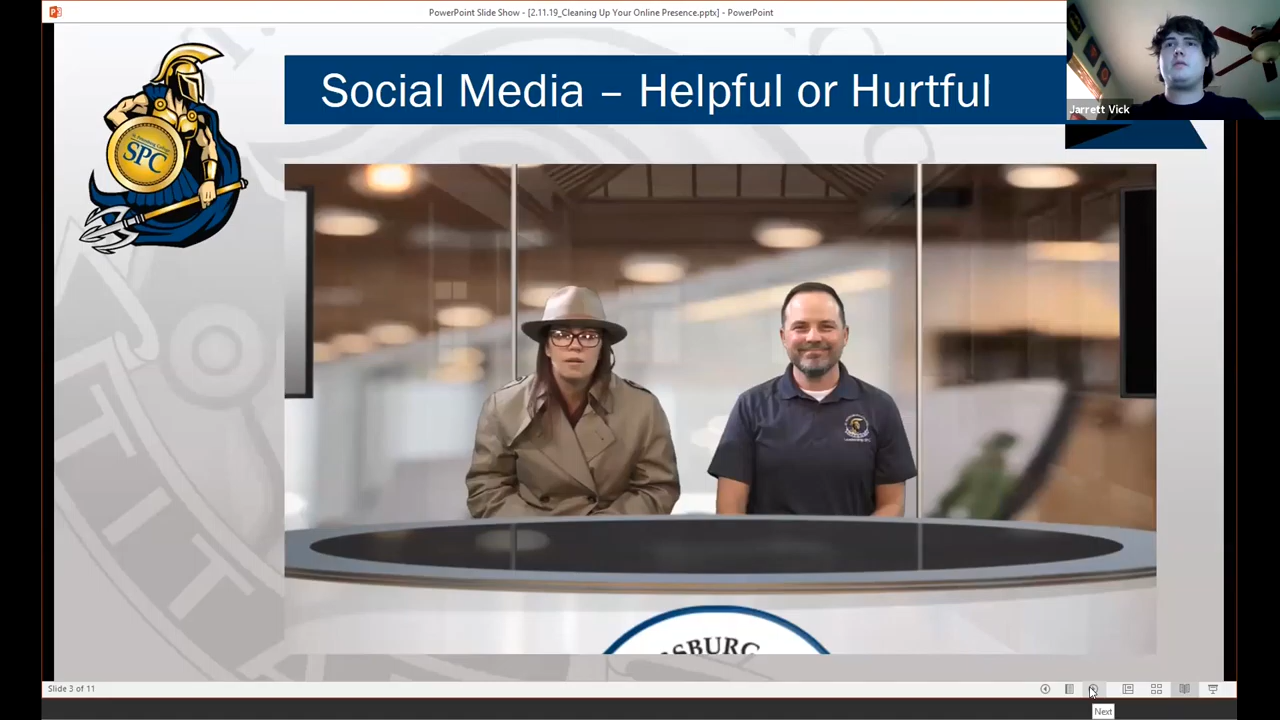 PowerPoint Slide Show - [2.11.19_Cleaning Up Your Online Presence.pptx] - PowerPoint
Social Media – Helpful or Hurtful
Jarrett Vick
SPC
SBURG
Slide 3 of 11
Next